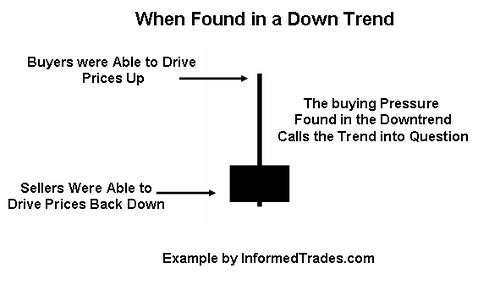 When Found in a Down Trend
Buyers were Able to Drive
Prices Up
The buying Pressure
Found in the Downtrend
Calls the Trend into Question
Sellers Were Able to
Drive Prices Back Down
Example by InformedTrades.com